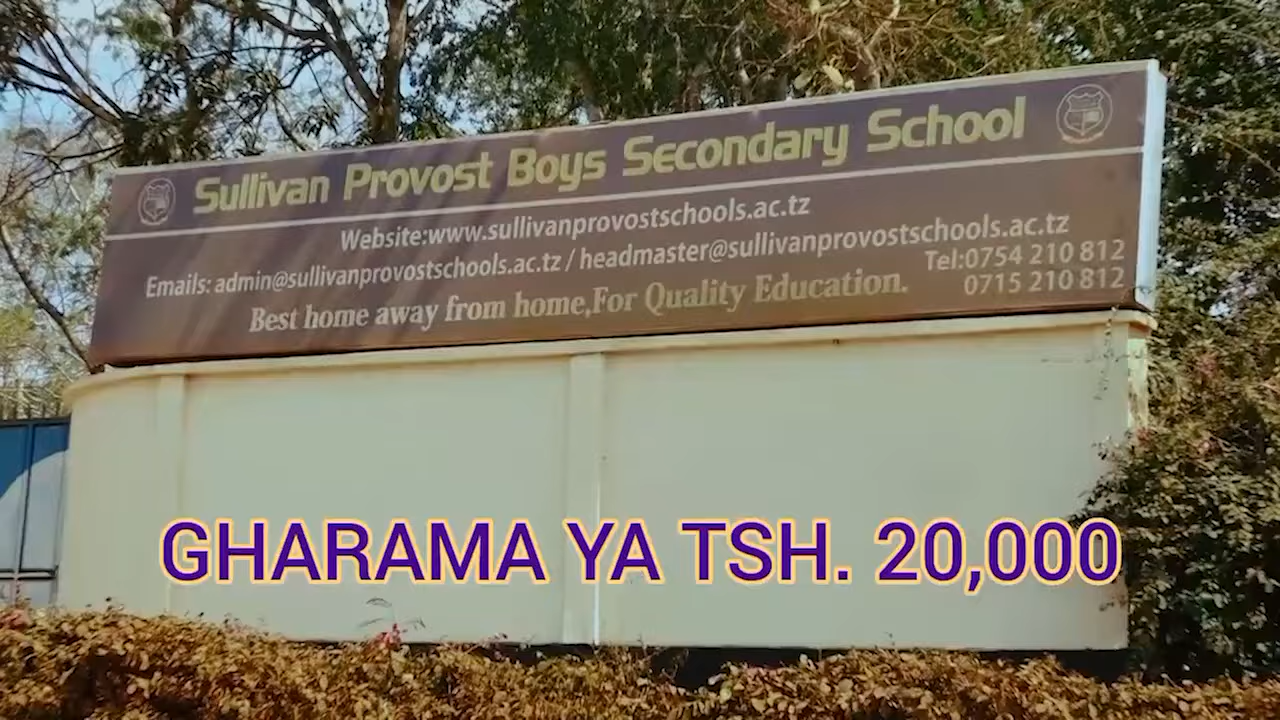 Sullivan Provost Boys Secondary School
Website:www.sullivanprovostschools.ac.tz
Emails: admin@sullivanprovostschools.ac.tz / headmaster@sullivanprovostschools.ac.tz
Tel:0754 210 812
0715 210 812
Best home away from home,For Quality Education.
GHARAMA YA TSH. 20,000